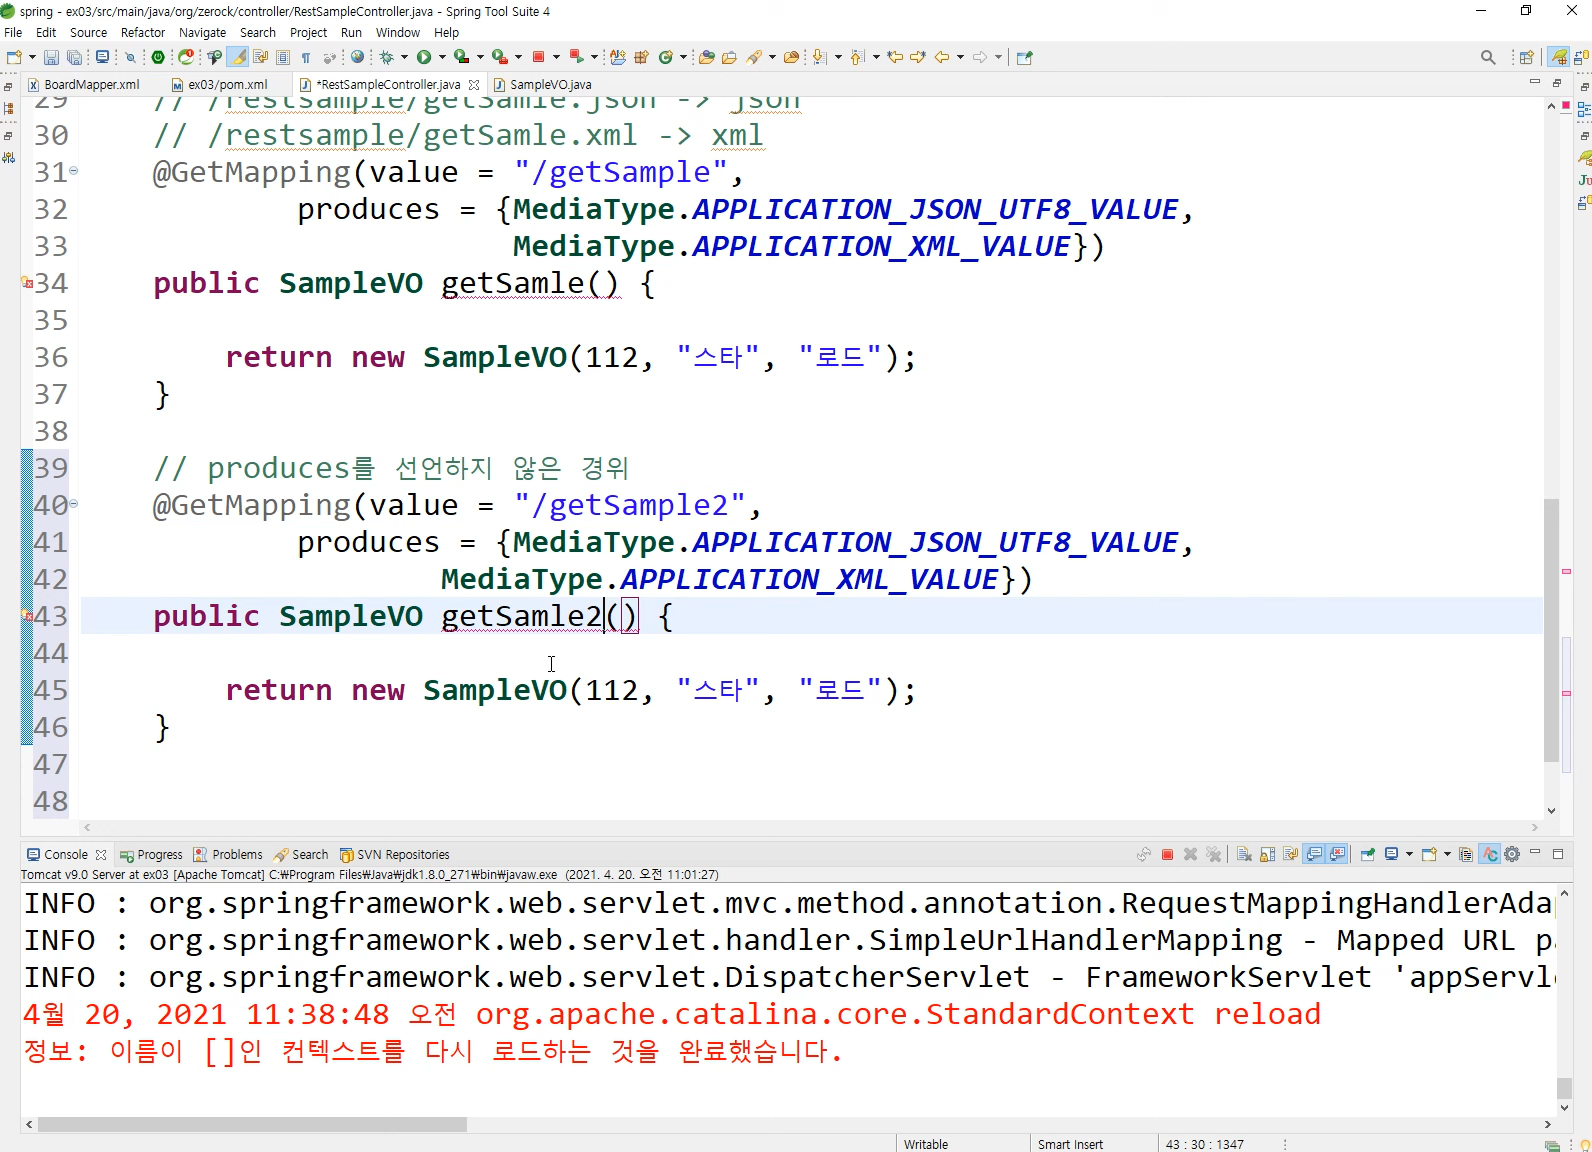 spring - ex03/src/main/java/org/zerock/controller/RestSampleController.java - Spring Tool Suite 4
File Edit Source Refactor Navigate Search Project Run Window Help
BoardMapper.xml ex03/pom.xml *RestSampleController.java SampleVO.java
29 // /restsample/getSamle.json -> json
30 // /restsample/getSamle.xml -> xml
31 @GetMapping(value = "/getSample",
32 produces = {MediaType.APPLICATION_JSON_UTF8_VALUE,
33 MediaType.APPLICATION_XML_VALUE})
34 public SampleVO getSamle() {
35
36 return new SampleVO(112, "스타", "로드");
37 }
38
39 // produces를 선언하지 않은 경위
40 @GetMapping(value = "/getSample2",
41 produces = {MediaType.APPLICATION_JSON_UTF8_VALUE,
42 MediaType.APPLICATION_XML_VALUE})
43 public SampleVO getSamle2() {
44
45 return new SampleVO(112, "스타", "로드");
46 }
47
48
Console Progress Problems Search SVN Repositories
Tomcat v9.0 Server at ex03 [Apache Tomcat] C:₩Program Files₩Java₩jdk1.8.0_271₩bin₩javaw.exe (2021. 4. 20. 오전 11:01:27)
INFO : org.springframework.web.servlet.mvc.method.annotation.RequestMappingHandlerAda
INFO : org.springframework.web.servlet.handler.SimpleUrlHandlerMapping - Mapped URL p
INFO : org.springframework.web.servlet.DispatcherServlet - FrameworkServlet 'appServl
4월 20, 2021 11:38:48 오전 org.apache.catalina.core.StandardContext reload
정보: 이름이 []인 컨텍스트를 다시 로드하는 것을 완료했습니다.
Writable Smart Insert 43 : 30 : 1347